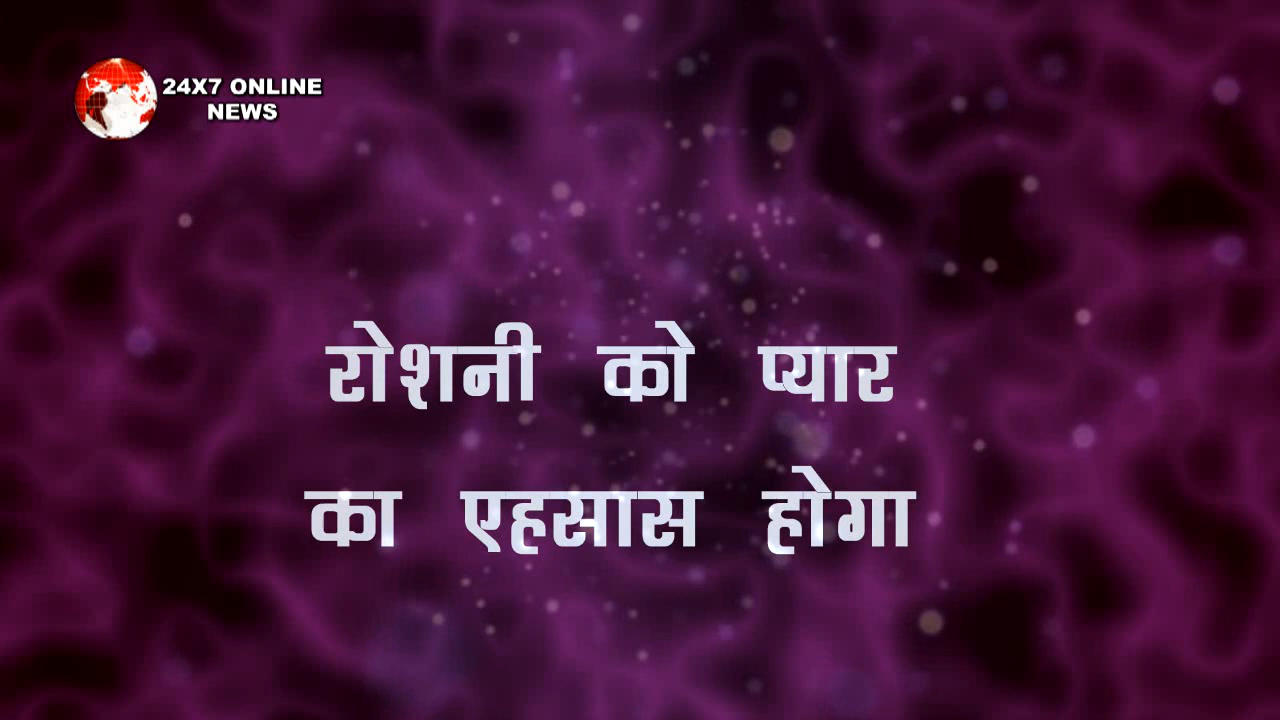 24X7 ONLINE
NEWS
रोशनी को प्यार
का एहसास होगा